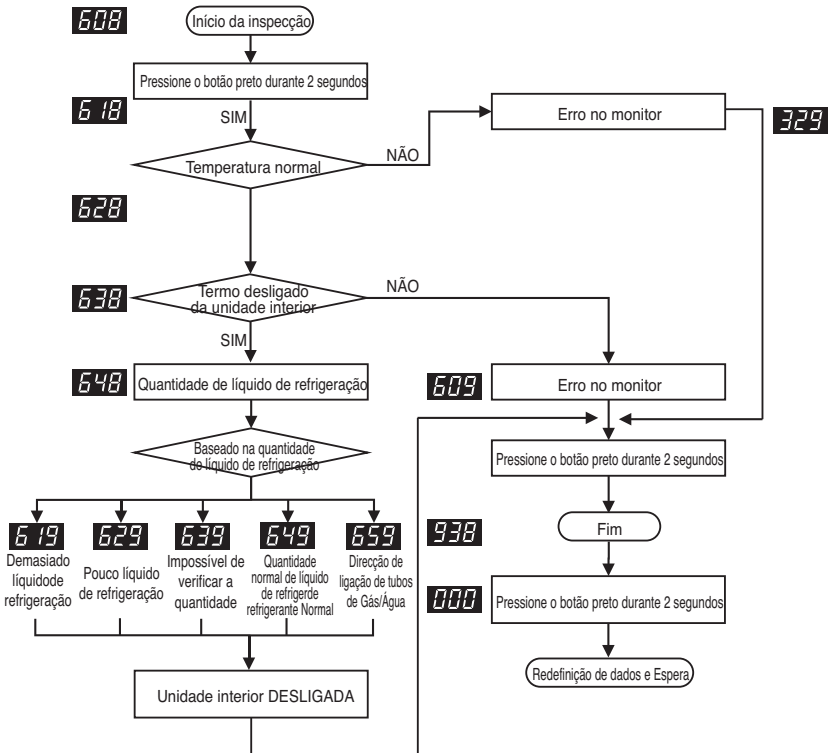 608
Início da inspecção
Pressione o botão preto durante 2 segundos
618
SIM
Erro no monitor
329
Temperatura normal
NÃO
628
638
Termo desligado
da unidade interior
NÃO
SIM
648
Quantidade de líquido de refrigeração
609
Erro no monitor
Baseado na quantidade
de líquido de refrigeração
Pressione o botão preto durante 2 segundos
619
Demasiado
líquidode
refrigeração
629
Pouco líquido
de refrigeração
639
Impossível de
verificar a
quantidade
649
Quantidade
normal de líquido
de refrigerde
refrigerante Normal
659
Direcção de
ligação de tubos
de Gás/Água
938
Fim
000
Pressione o botão preto durante 2 segundos
Unidade interior DESLIGADA
Redefinição de dados e Espera